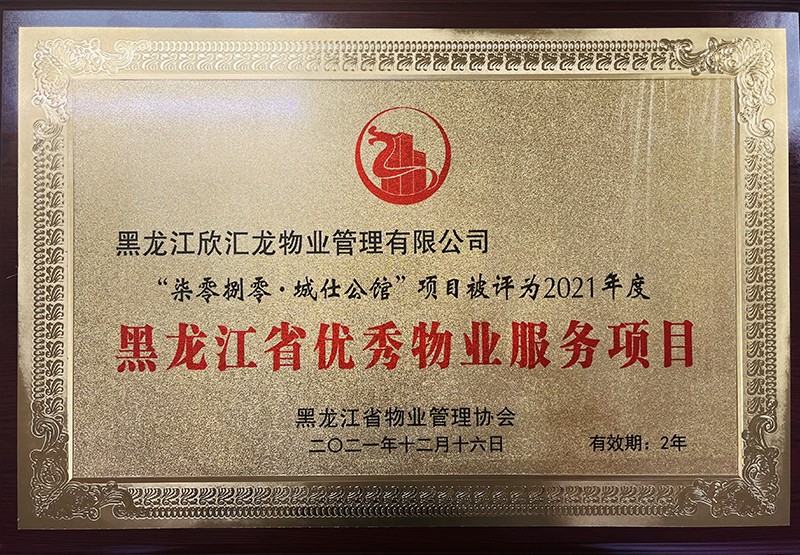 黑龙江欣汇龙物业管理有限公司
“柒零捌零·城仕公馆”项目被评为2021年度
黑龙江省优秀物业服务项目
黑龙江省物业管理协会
二〇二一年十二月十六日 有效期：2年